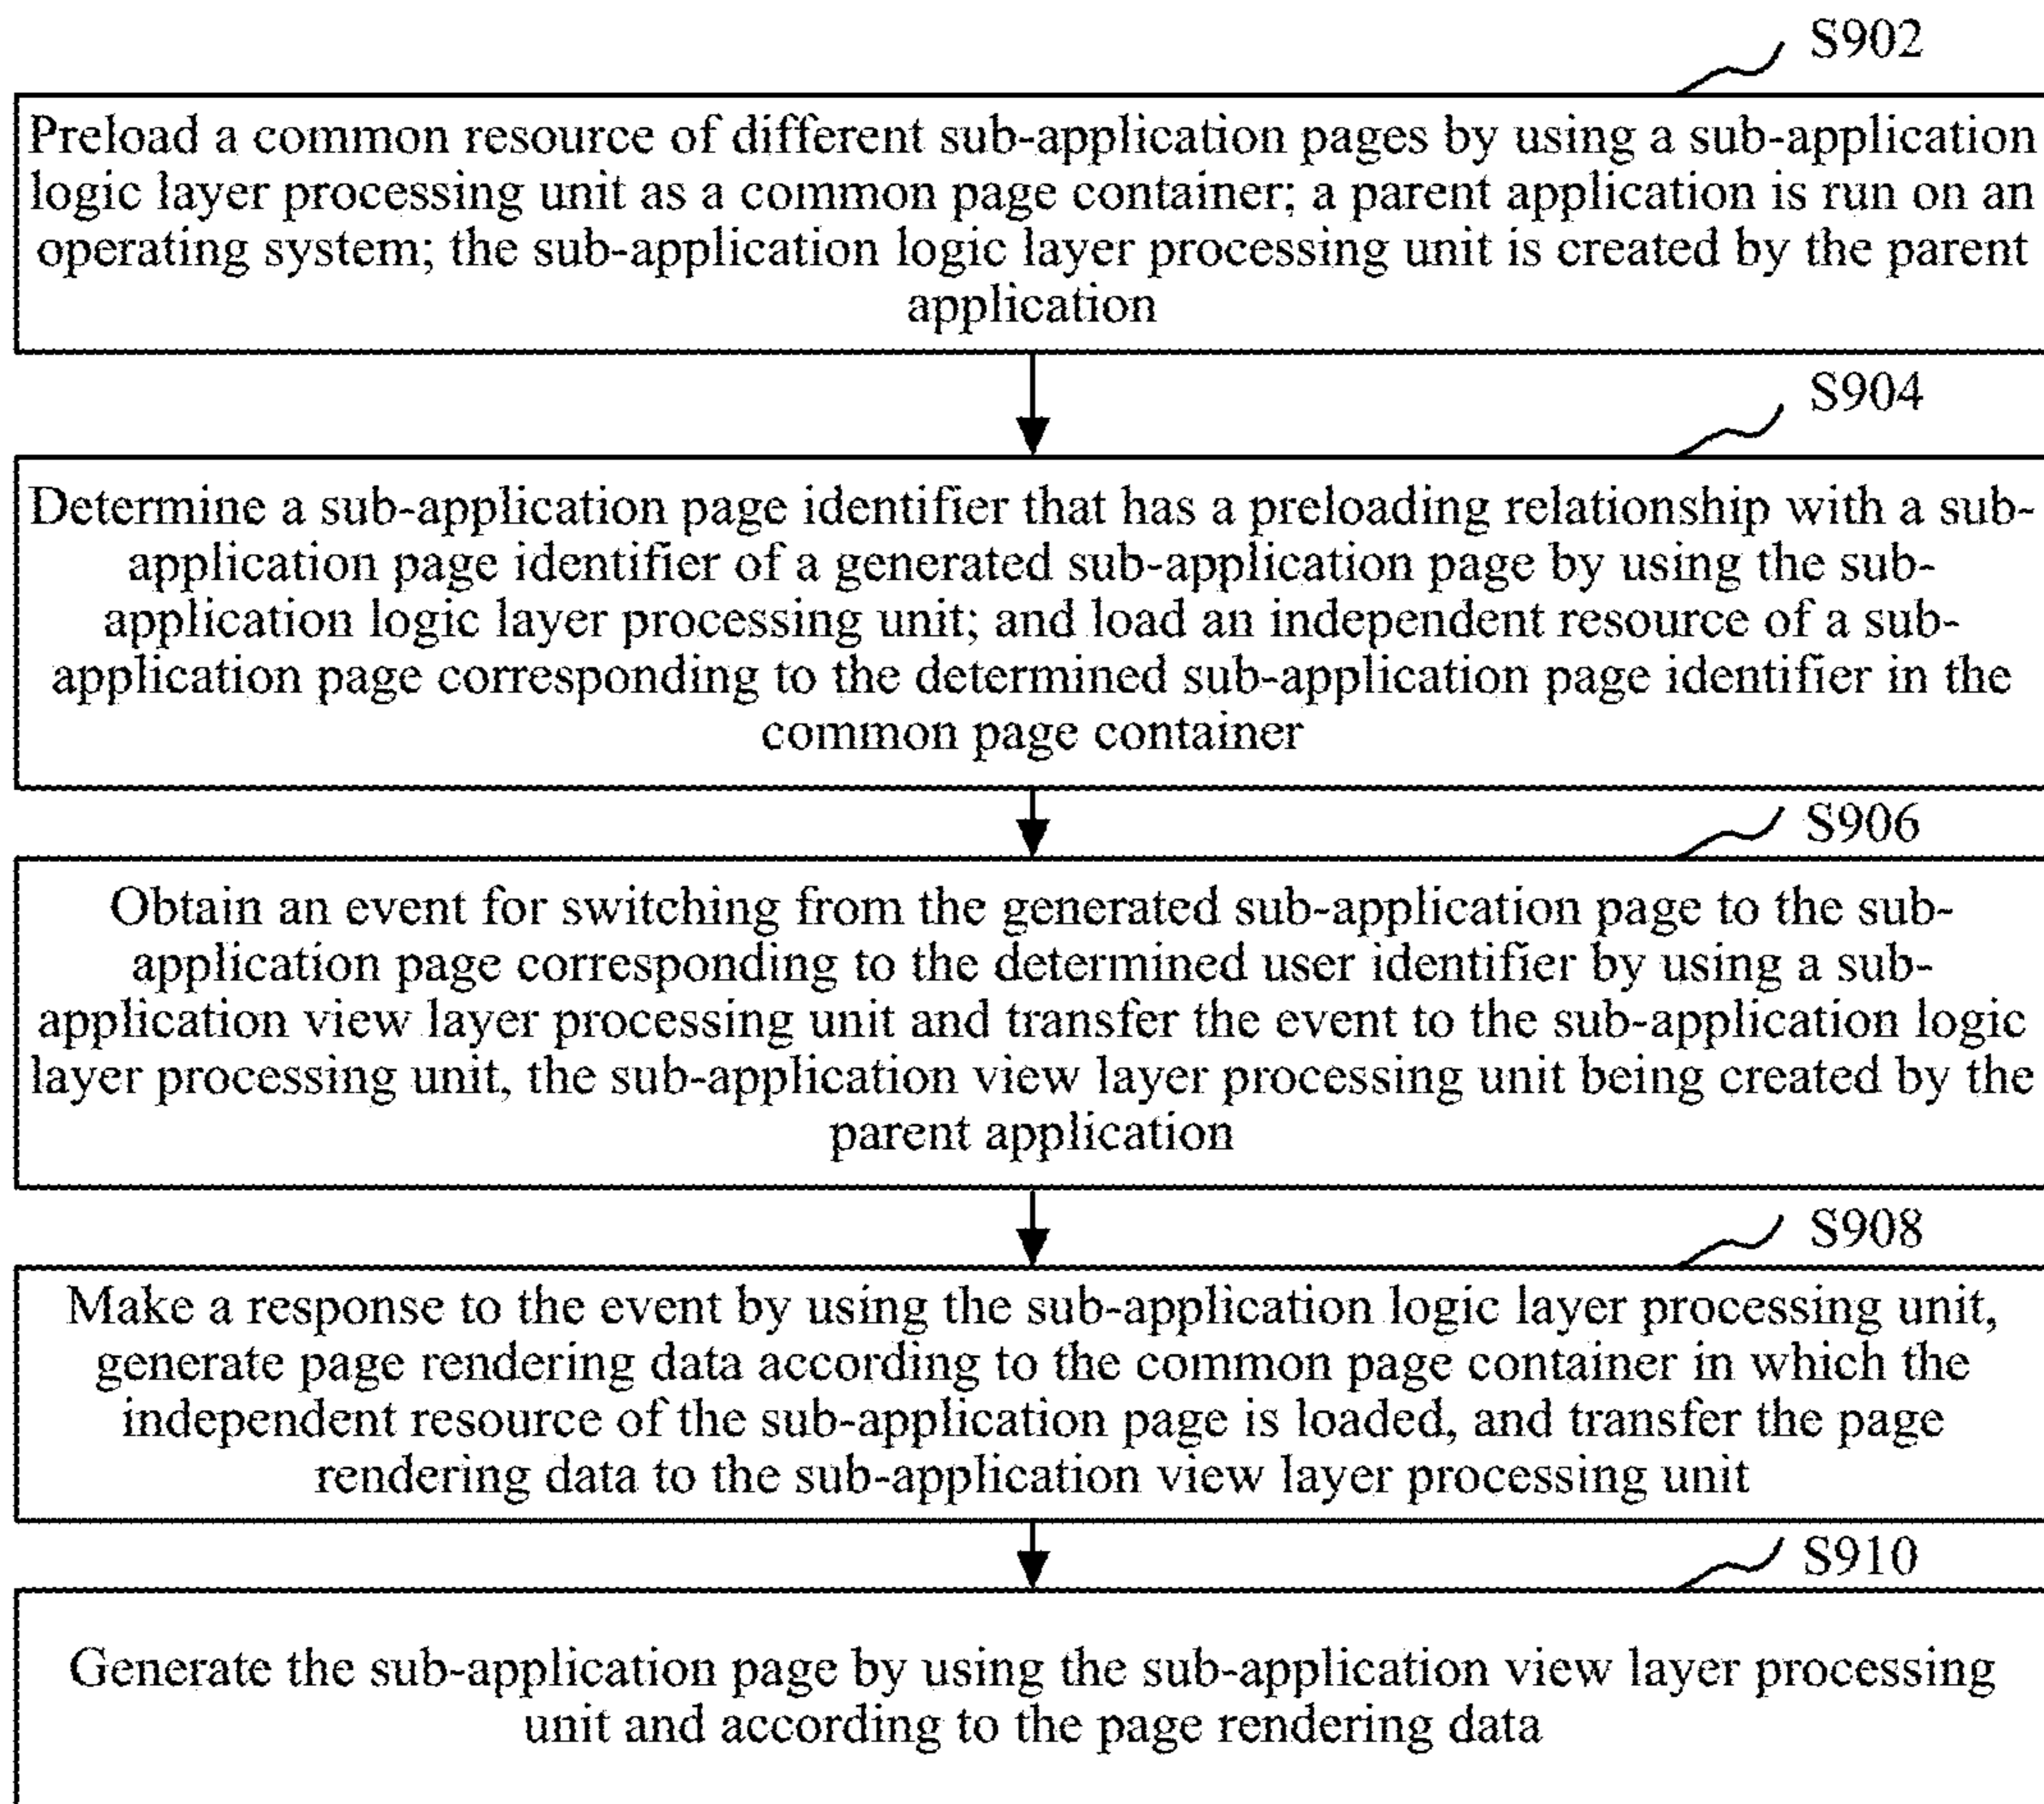 S902
Preload a common resource of different sub-application pages by using a sub-application
logic layer processing unit as a common page container; a parent application is run on an
operating system; the sub-application logic layer processing unit is created by the parent
application
S904
Determine a sub-application page identifier that has a preloading relationship with a sub-
application page identifier of a generated sub-application page by using the sub-
application logic layer processing unit; and load an independent resource of a sub-
application page corresponding to the determined sub-application page identifier in the
common page container
S906
Obtain an event for switching from the generated sub-application page to the sub-
application page corresponding to the determined user identifier by using a sub-
application view layer processing unit and transfer the event to the sub-application logic
layer processing unit, the sub-application view layer processing unit being created by the
parent application
S908
Make a response to the event by using the sub-application logic layer processing unit,
generate page rendering data according to the common page container in which the
independent resource of the sub-application page is loaded, and transfer the page
rendering data to the sub-application view layer processing unit
S910
Generate the sub-application page by using the sub-application view layer processing
unit and according to the page rendering data